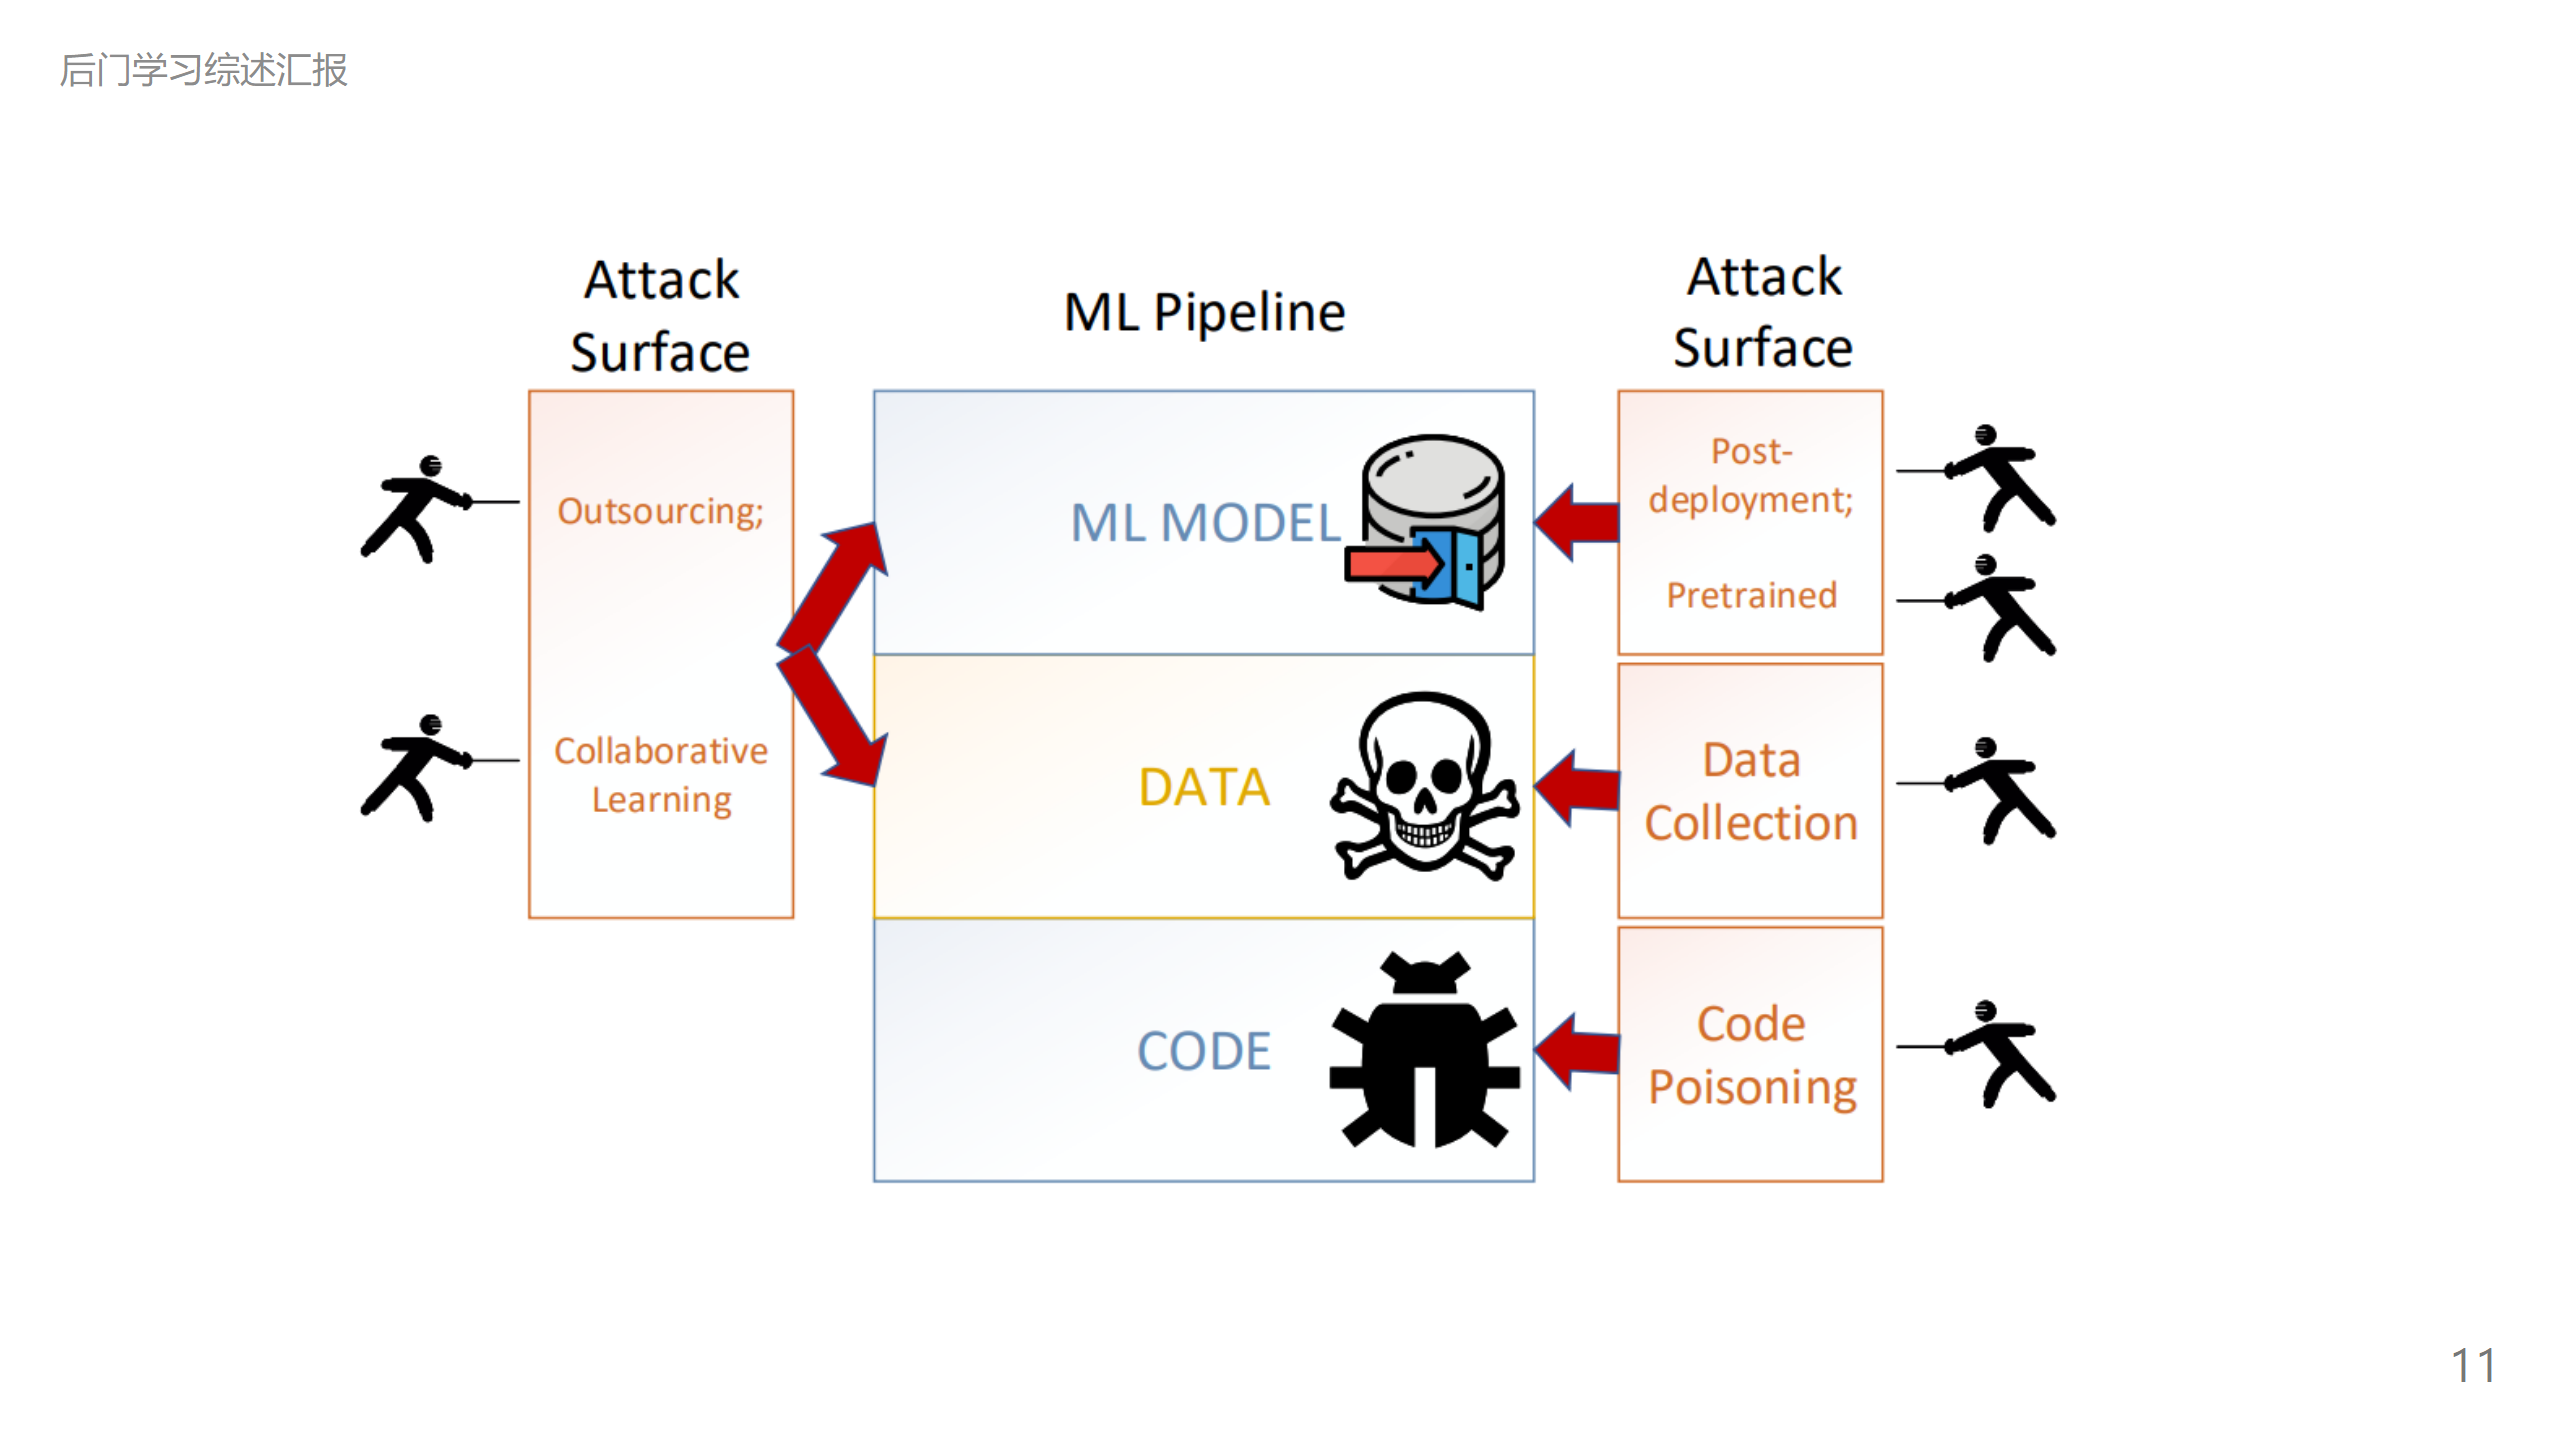 后门学习综述汇报
Attack
Surface
Outsourcing;
Collaborative
Learning
ML Pipeline
ML MODEL
DATA
CODE
Attack
Surface
Post-
deployment;
Pretrained
Data
Collection
Code
Poisoning
11